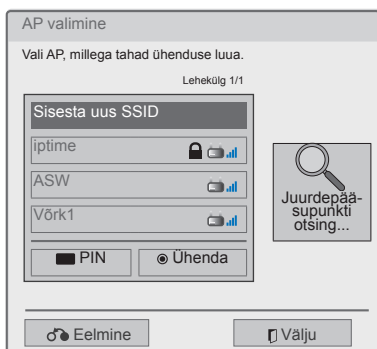 AP valimine
Vali AP, millega tahad ühenduse luua.
Lehekülg 1/1
Sisesta uus SSID
iptime
ASW
Võrk1
PIN
Ühenda
Juurdepää-
supunkti
otsing...
Eelmine
Välju